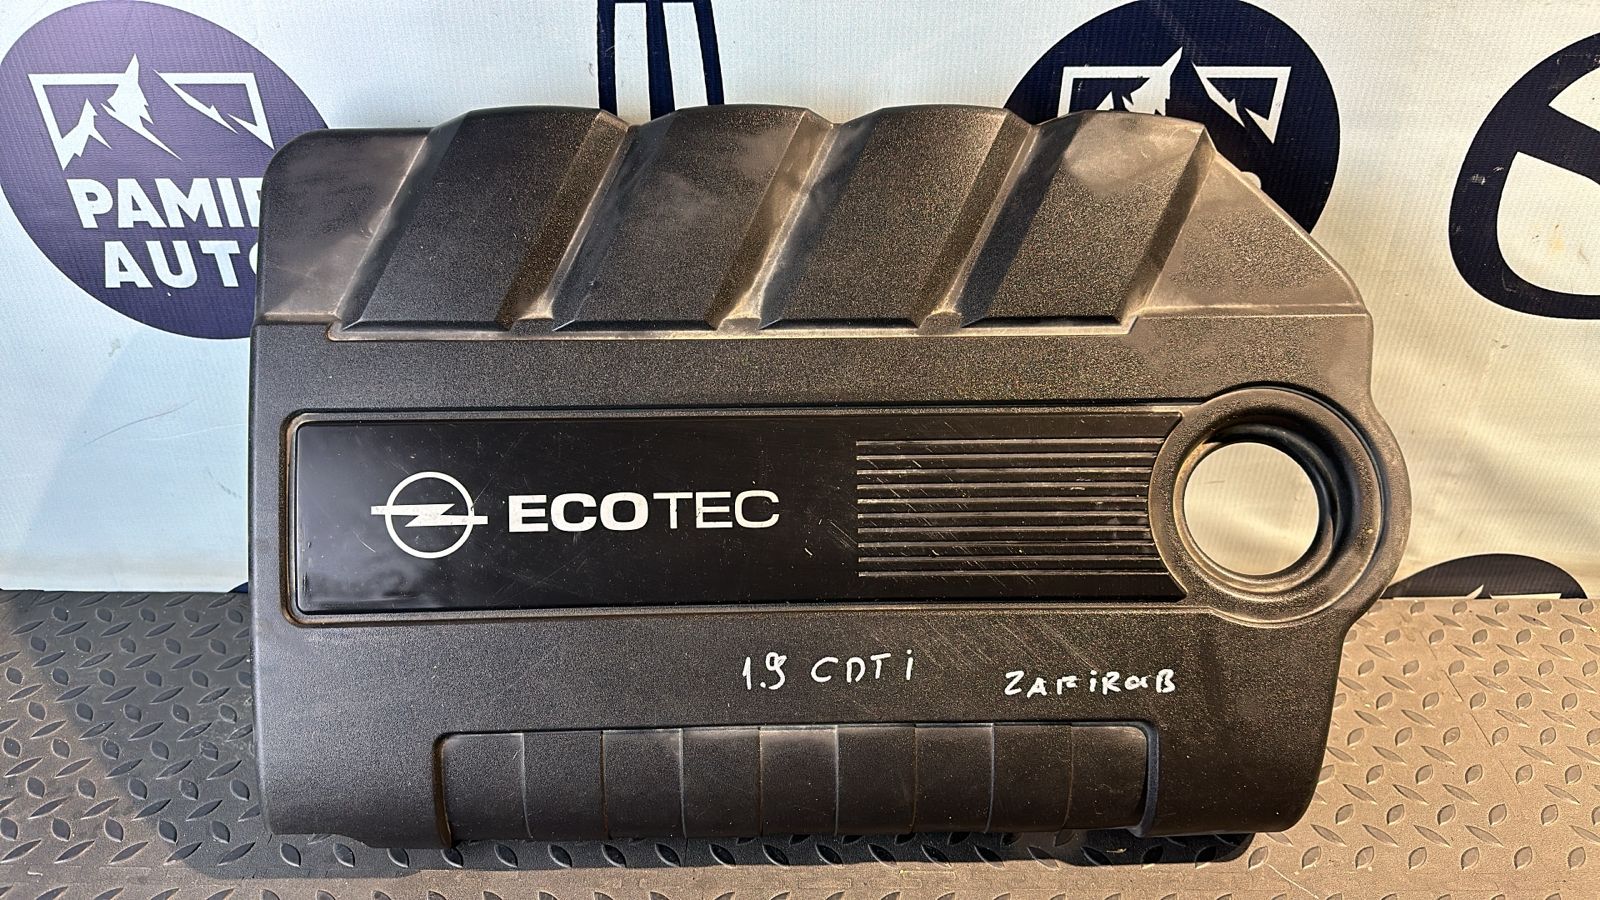 PAMIR
AUTO
ECOTEC
1.9 CDTi
ZAFiRa B